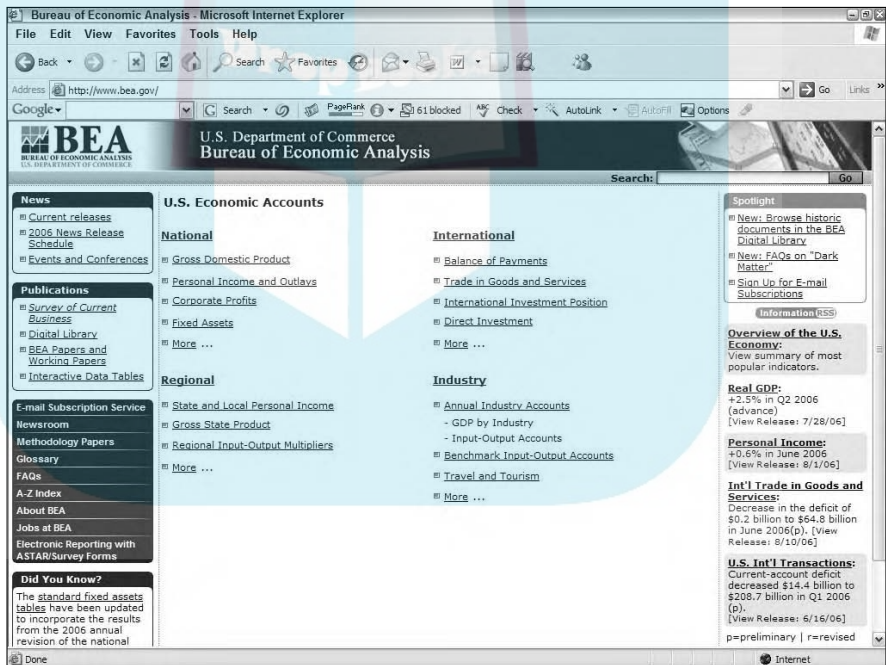 Bureau of Economic Analysis - Microsoft Internet Explorer
File Edit View Favorites Tools Help
Back Search Favorites
Address http://www.bea.gov/ Go Links »
Google Search PageRank 61 blocked ABC Check AutoLink AutoFill Options
BEA
BUREAU OF ECONOMIC ANALYSIS
U.S. DEPARTMENT OF COMMERCE
U.S. Department of Commerce
Bureau of Economic Analysis
Search: Go
News
Current releases
2006 News Release
Schedule
Events and Conferences
Publications
Survey of Current
Business
Digital Library
BEA Papers and
Working Papers
Interactive Data Tables
E-mail Subscription Service
Newsroom
Methodology Papers
Glossary
FAQs
A-Z Index
About BEA
Jobs at BEA
Electronic Reporting with
ASTAR/Survey Forms
Did You Know?
The standard fixed assets
tables have been updated
to incorporate the results
from the 2006 annual
revision of the national
U.S. Economic Accounts
National
Gross Domestic Product
Personal Income and Outlays
Corporate Profits
Fixed Assets
More ...
International
Balance of Payments
Trade in Goods and Services
International Investment Position
Direct Investment
More ...
Regional
State and Local Personal Income
Gross State Product
Regional Input-Output Multipliers
More ...
Industry
Annual Industry Accounts
- GDP by Industry
- Input-Output Accounts
Benchmark Input-Output Accounts
Travel and Tourism
More ...
Spotlight
New: Browse historic
documents in the BEA
Digital Library
New: FAQs on "Dark
Matter"
Sign Up for E-mail
Subscriptions
Information RSS
Overview of the U.S.
Economy:
View summary of most
popular indicators.
Real GDP:
+2.5% in Q2 2006
(advance)
[View Release: 7/28/06]
Personal Income:
+0.6% in June 2006
[View Release: 8/1/06]
Int'l Trade in Goods and
Services:
Decrease in the deficit of
$0.2 billion to $64.8 billion
in June 2006(p). [View
Release: 8/10/06]
U.S. Int'l Transactions:
Current-account deficit
decreased $14.4 billion to
$208.7 billion in Q1 2006
(p).
[View Release: 6/16/06]
p=preliminary | r=revised
Done Internet